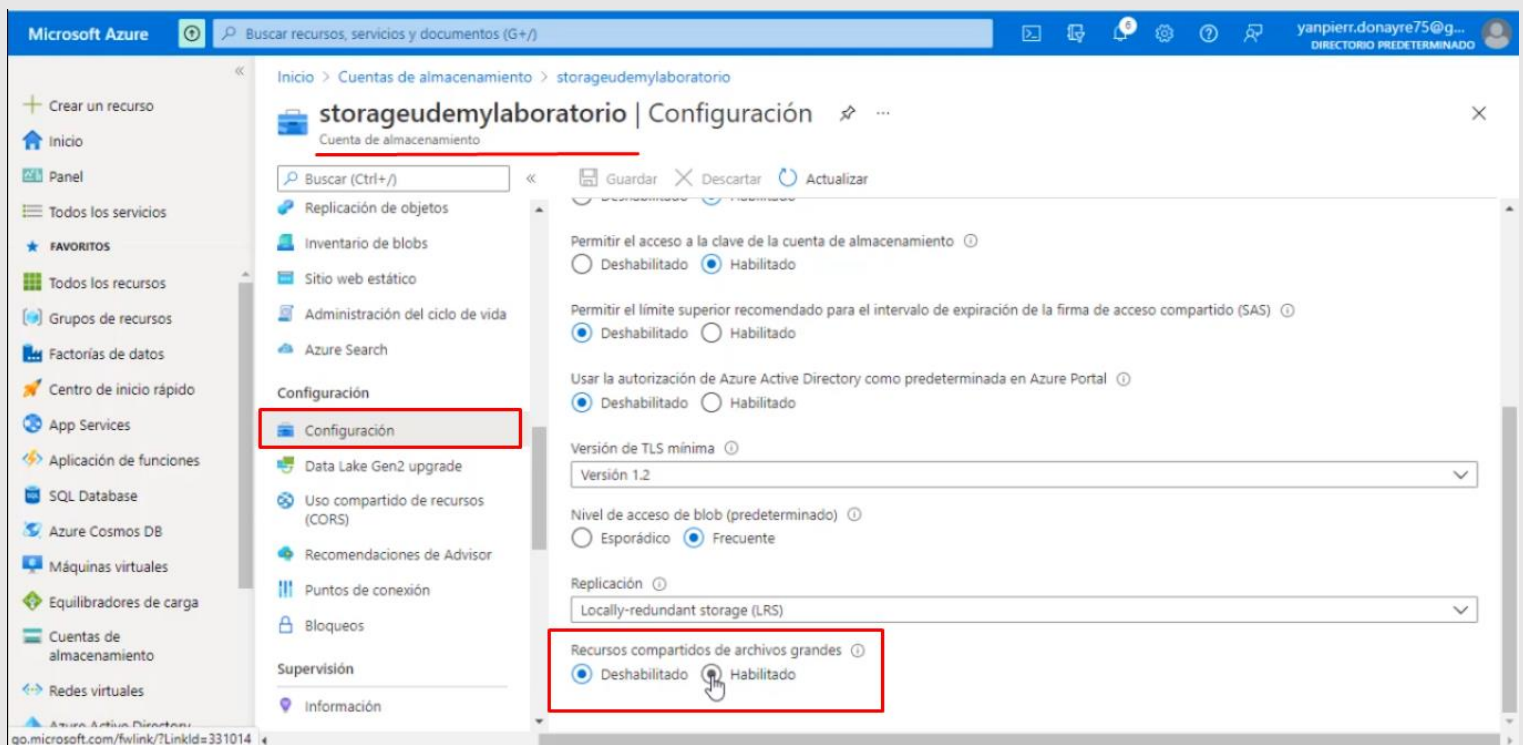 Microsoft Azure
Buscar recursos, servicios y documentos (G+/)
6
yanpierr.donayre75@g...
DIRECTORIO PREDETERMINADO
«
Crear un recurso
Inicio
Panel
Todos los servicios
FAVORITOS
Todos los recursos
Grupos de recursos
Factorías de datos
Centro de inicio rápido
App Services
Aplicación de funciones
SQL Database
Azure Cosmos DB
Máquinas virtuales
Equilibradores de carga
Cuentas de
almacenamiento
Redes virtuales
Azure Active Directory
go.microsoft.com/fwlink/?LinkId=331014
Inicio > Cuentas de almacenamiento > storageudemylaboratorio
storageudemylaboratorio | Configuración
...
Cuenta de almacenamiento
Buscar (Ctrl+/)
«
Replicación de objetos
Inventario de blobs
Sitio web estático
Administración del ciclo de vida
Azure Search
Configuración
Configuración
Data Lake Gen2 upgrade
Uso compartido de recursos
(CORS)
Recomendaciones de Advisor
Puntos de conexión
Bloqueos
Supervisión
Información
Guardar Descartar Actualizar
Deshabilitado Habilitado
Permitir el acceso a la clave de la cuenta de almacenamiento
Deshabilitado Habilitado
Permitir el límite superior recomendado para el intervalo de expiración de la firma de acceso compartido (SAS)
Deshabilitado Habilitado
Usar la autorización de Azure Active Directory como predeterminada en Azure Portal
Deshabilitado Habilitado
Versión de TLS mínima
Versión 1.2
Nivel de acceso de blob (predeterminado)
Esporádico Frecuente
Replicación
Locally-redundant storage (LRS)
Recursos compartidos de archivos grandes
Deshabilitado Habilitado